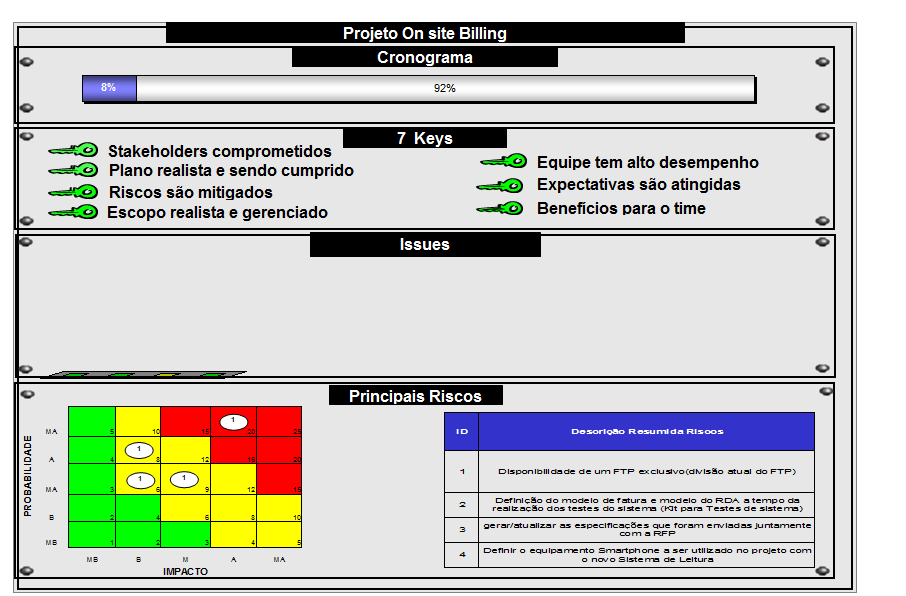 Projeto On site Billing
Cronograma
8%
92%
7 Keys
Stakeholders comprometidos
Plano realista e sendo cumprido
Riscos são mitigados
Escopo realista e gerenciado
Equipe tem alto desempenho
Expectativas são atingidas
Benefícios para o time
Issues
Principais Riscos
PROBABILIDADE
MA
5 10 15 1 20 25
A
4 1 8 12 16 20
MA
3 1 6 1 9 12 15
B
2 4 6 8 10
MB
1 2 3 4 5
MB B M A MA
IMPACTO
ID Descrição Resumida Riscos
1 Disponibilidade de um FTP exclusivo(divisão atual do FTP)
2 Definição do modelo de fatura e modelo do RDA a tempo da
realização dos testes do sistema (Kit para Testes de sistema)
3 gerar/atualizar as especificações que foram enviadas juntamente
com a RFP
4 Definir o equipamento Smartphone a ser utilizado no projeto com
o novo Sistema de Leitura